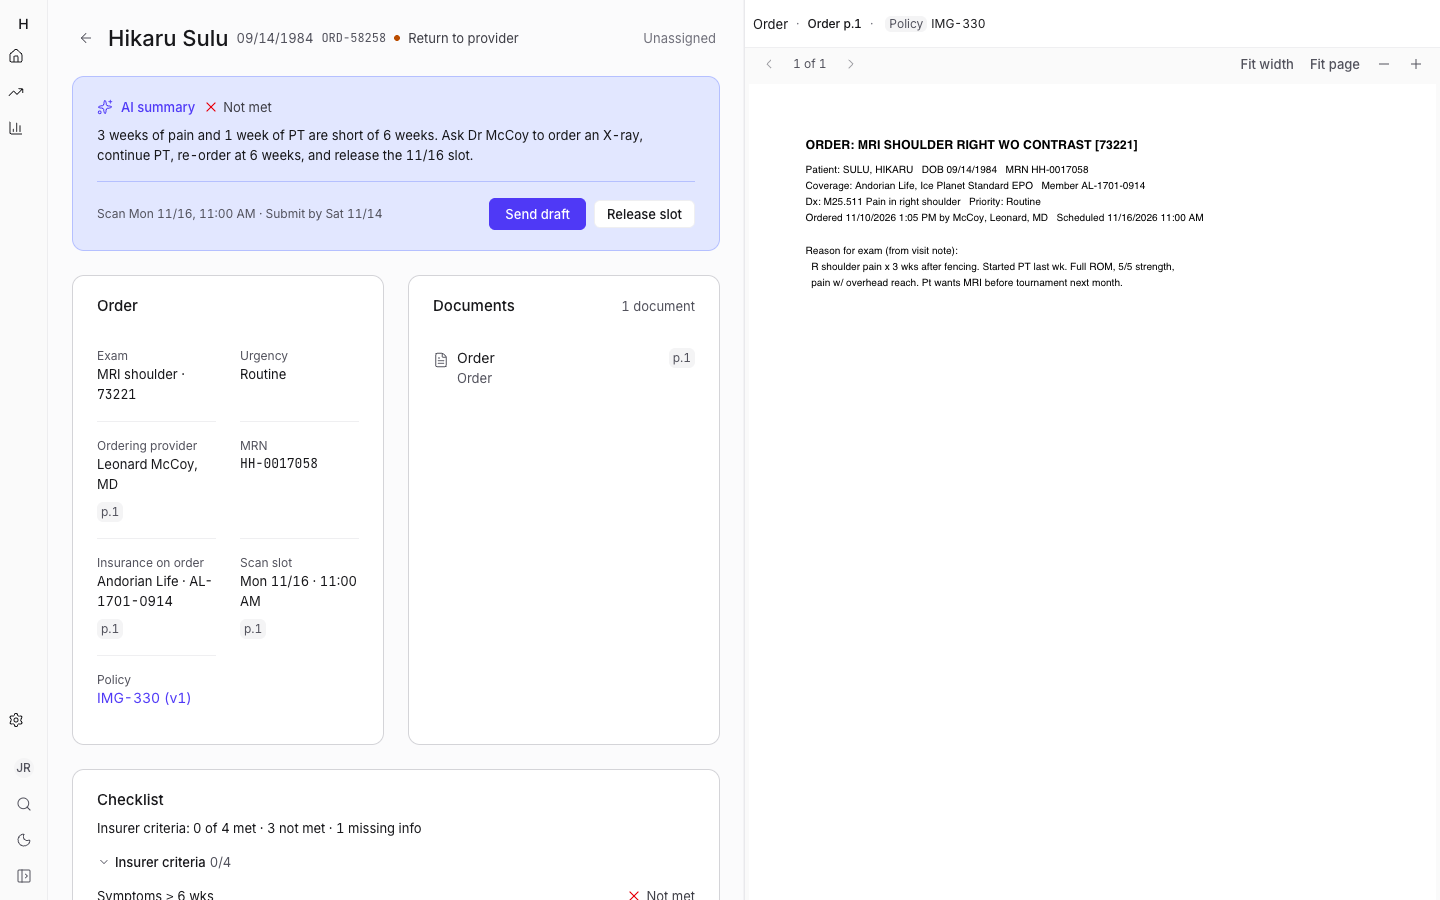 H
Hikaru Sulu 09/14/1984 ORD-58258 Return to provider Unassigned
AI summary Not met
3 weeks of pain and 1 week of PT are short of 6 weeks. Ask Dr McCoy to order an X-ray,
continue PT, re-order at 6 weeks, and release the 11/16 slot.
Scan Mon 11/16, 11:00 AM · Submit by Sat 11/14
Send draft
Release slot
Order
Exam
MRI shoulder ·
73221
Urgency
Routine
Ordering provider
Leonard McCoy,
MD
p.1
MRN
HH-0017058
Insurance on order
Andorian Life · AL-
1701-0914
p.1
Scan slot
Mon 11/16 · 11:00
AM
p.1
Policy
IMG-330 (v1)
Documents 1 document
Order p.1
Order
Checklist
Insurer criteria: 0 of 4 met · 3 not met · 1 missing info
Insurer criteria 0/4
Symptoms ≥ 6 wks Not met
JR
Order · Order p.1 · Policy IMG-330
1 of 1
Fit width Fit page
ORDER: MRI SHOULDER RIGHT WO CONTRAST [73221]
Patient: SULU, HIKARU DOB 09/14/1984 MRN HH-0017058
Coverage: Andorian Life, Ice Planet Standard EPO Member AL-1701-0914
Dx: M25.511 Pain in right shoulder Priority: Routine
Ordered 11/10/2026 1:05 PM by McCoy, Leonard, MD Scheduled 11/16/2026 11:00 AM
Reason for exam (from visit note):
R shoulder pain x 3 wks after fencing. Started PT last wk. Full ROM, 5/5 strength,
pain w/ overhead reach. Pt wants MRI before tournament next month.